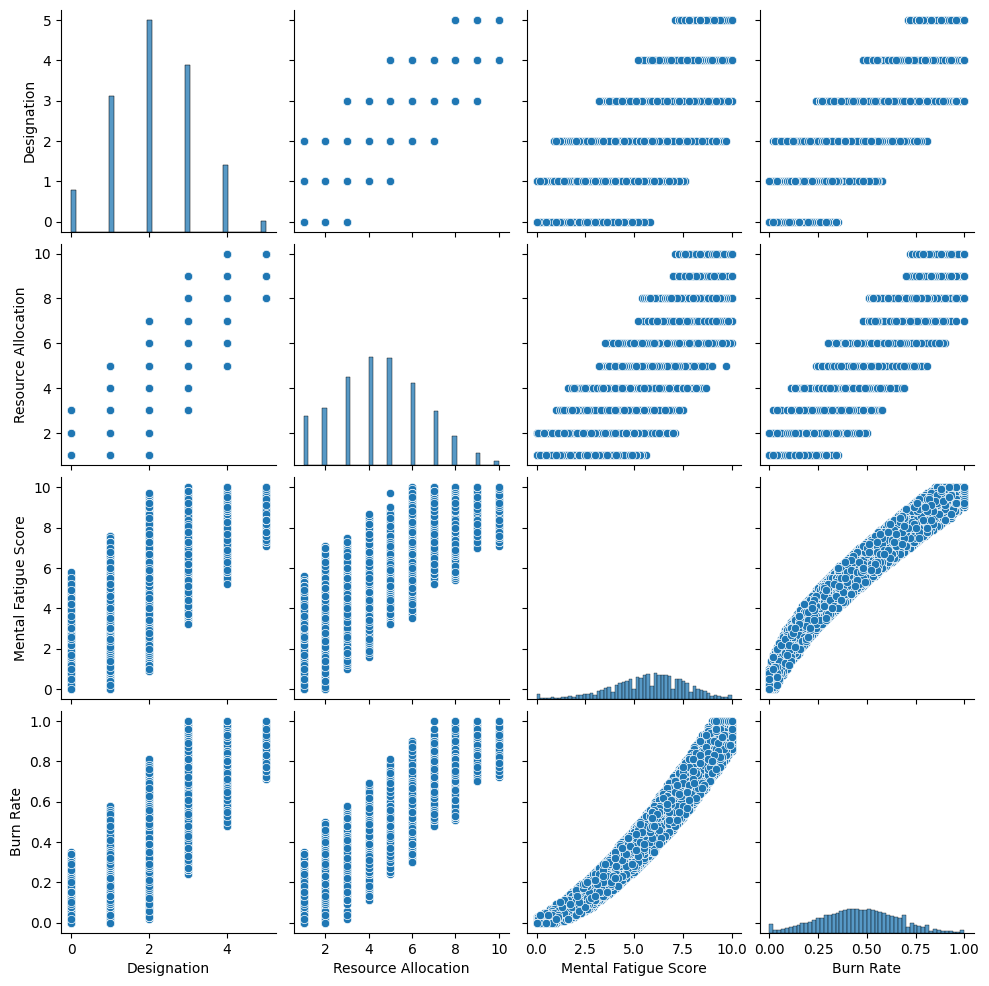 5
4
3
2
1
0
Designation
10
8
6
4
2
Resource Allocation
10
8
6
4
2
0
Mental Fatigue Score
1.0
0.8
0.6
0.4
0.2
0.0
Burn Rate
0 2 4
2 4 6 8 10
0.0 2.5 5.0 7.5 10.0
0.00 0.25 0.50 0.75 1.00
Designation
Resource Allocation
Mental Fatigue Score
Burn Rate